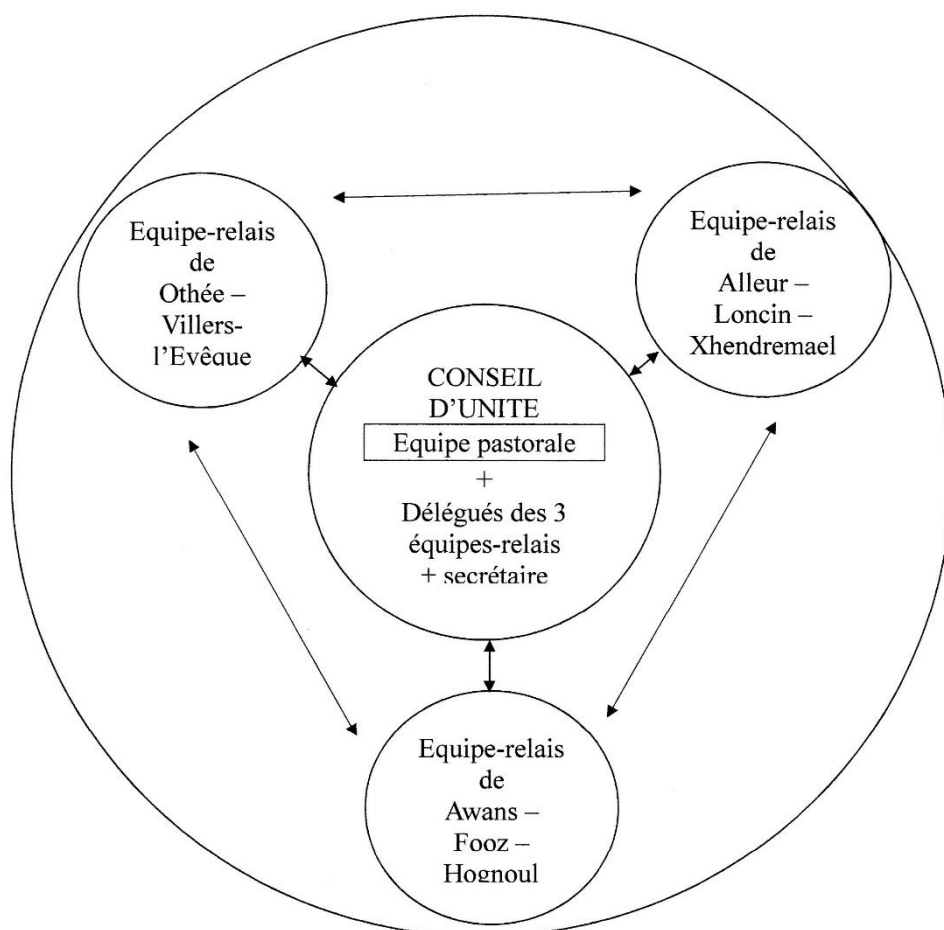 Equipe-relais
de
Othée –
Villers-
l'Evêque
Equipe-relais
de
Alleur –
Loncin –
Xhendremael
CONSEIL
D'UNITE
Equipe pastorale
+
Délégués des 3
équipes-relais
+ secrétaire
Equipe-relais
de
Awans –
Fooz –
Hognoul